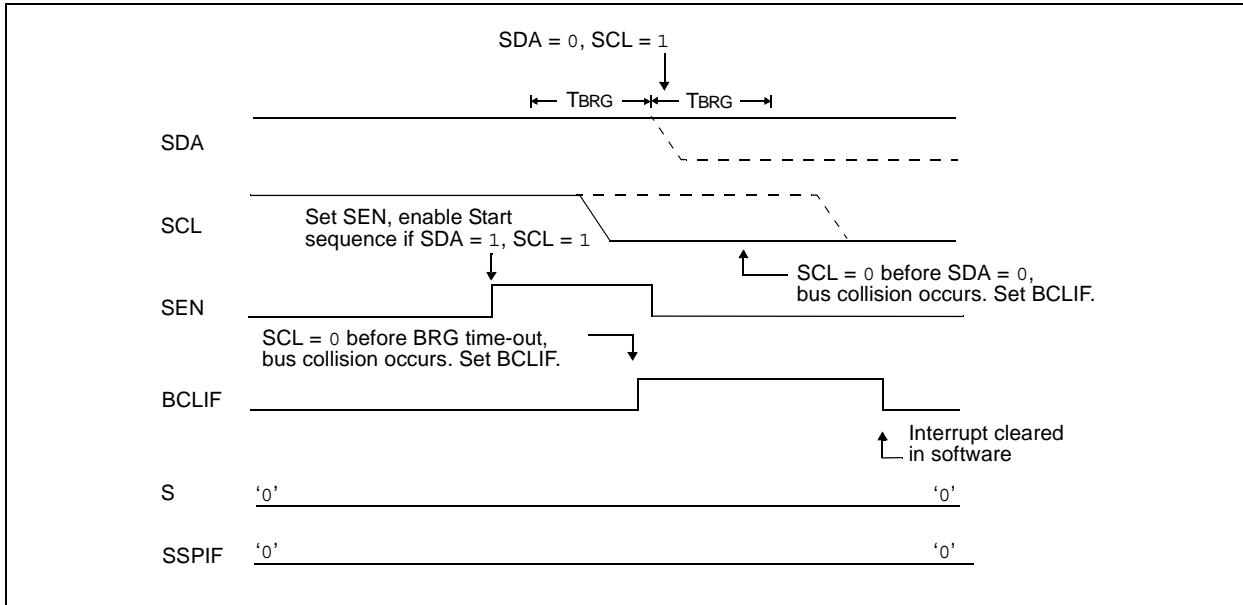 SDA = 0, SCL = 1
TBRG TBRG
SDA
SCL
Set SEN, enable Start
sequence if SDA = 1, SCL = 1
SCL = 0 before SDA = 0,
bus collision occurs. Set BCLIF.
SEN
SCL = 0 before BRG time-out,
bus collision occurs. Set BCLIF.
BCLIF
Interrupt cleared
in software
S ‘0’ ‘0’
SSPIF ‘0’ ‘0’